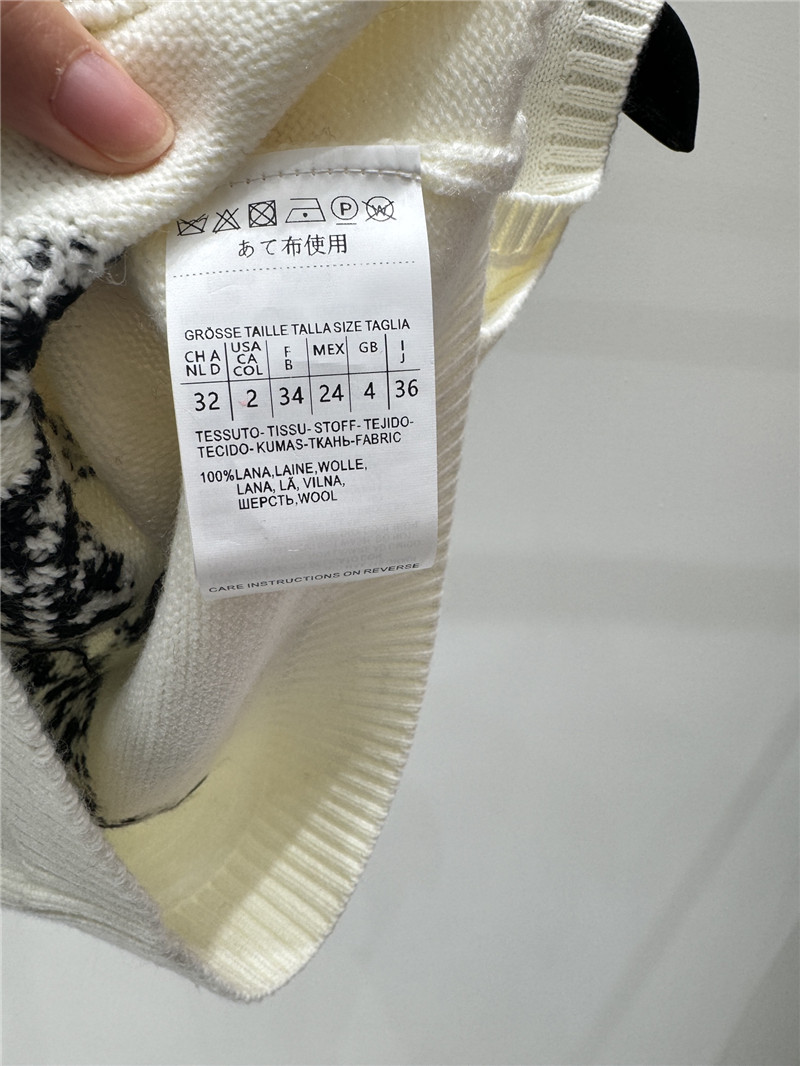 P W
あて布使用
GRÖSSE TAILLE TALLA SIZE TAGLIA
CH A NL D USA CA COL F B MEX GB I J
32 2 34 24 4 36
TESSUTO-TISSU-STOFF-TEJIDO-
TECIDO-KUMAS-ТКАНЬ-FABRIC
100%LANA,LAINE,WOLLE,
LANA, LÃ, VILNA,
ШЕРСТЬ,WOOL
CARE INSTRUCTIONS ON REVERSE